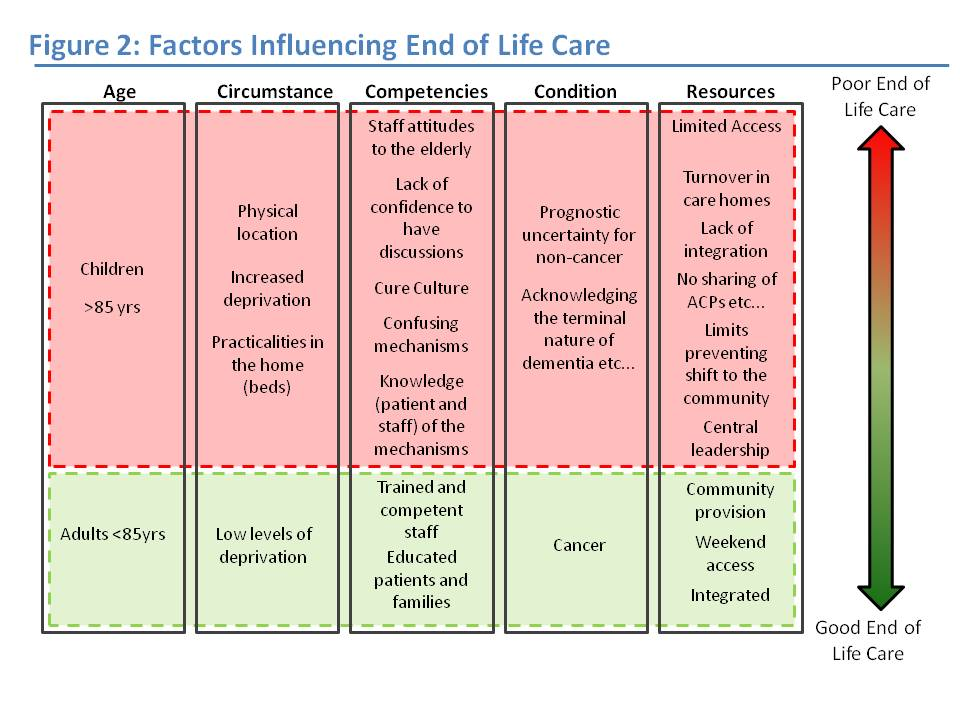 Figure 2: Factors Influencing End of Life Care
Age
Circumstance
Competencies
Condition
Resources
Poor End of
Life Care
Children
>85 yrs
Physical
location
Increased
deprivation
Practicalities in
the home
(beds)
Staff attitudes
to the elderly
Lack of
confidence to
have
discussions
Cure Culture
Confusing
mechanisms
Knowledge
(patient and
staff) of the
mechanisms
Prognostic
uncertainty for
non-cancer
Acknowledging
the terminal
nature of
dementia etc...
Limited Access
Turnover in
care homes
Lack of
integration
No sharing of
ACPs etc...
Limits
preventing
shift to the
community
Central
leadership
Adults <85yrs
Low levels of
deprivation
Trained and
competent
staff
Educated
patients and
families
Cancer
Community
provision
Weekend
access
Integrated
Good End of
Life Care